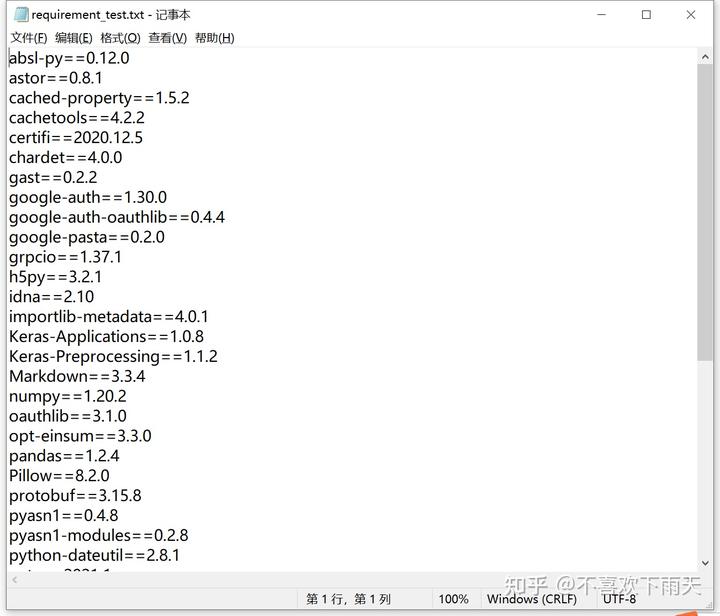 requirement_test.txt - 记事本
文件(F) 编辑(E) 格式(O) 查看(V) 帮助(H)
absl-py==0.12.0
astor==0.8.1
cached-property==1.5.2
cachetools==4.2.2
certifi==2020.12.5
chardet==4.0.0
gast==0.2.2
google-auth==1.30.0
google-auth-oauthlib==0.4.4
google-pasta==0.2.0
grpcio==1.37.1
h5py==3.2.1
idna==2.10
importlib-metadata==4.0.1
Keras-Applications==1.0.8
Keras-Preprocessing==1.1.2
Markdown==3.3.4
numpy==1.20.2
oauthlib==3.1.0
opt-einsum==3.3.0
pandas==1.2.4
Pillow==8.2.0
protobuf==3.15.8
pyasn1==0.4.8
pyasn1-modules==0.2.8
python-dateutil==2.8.1
知乎 @不喜欢下雨天
第 1 行，第 1 列 100% Windows (CRLF) UTF-8